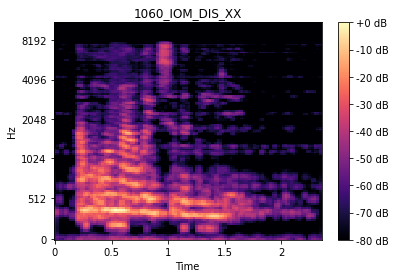 1060_IOM_DIS_XX
8192
4096
2048
1024
512
0
Hz
0
0.5
1
1.5
2
Time
+0 dB
-10 dB
-20 dB
-30 dB
-40 dB
-50 dB
-60 dB
-70 dB
-80 dB